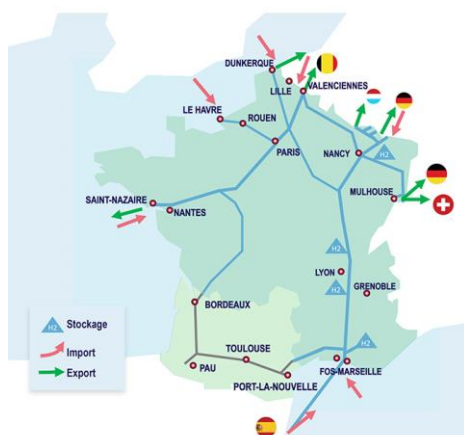 DUNKERQUE
LILLE
VALENCIENNES
LE HAVRE
ROUEN
PARIS
NANCY
H2
MULHOUSE
SAINT-NAZAIRE
NANTES
H2
LYON
H2
GRENOBLE
BORDEAUX
H2
TOULOUSE
PAU
PORT-LA-NOUVELLE
FOS-MARSEILLE
H2 Stockage
Import
Export